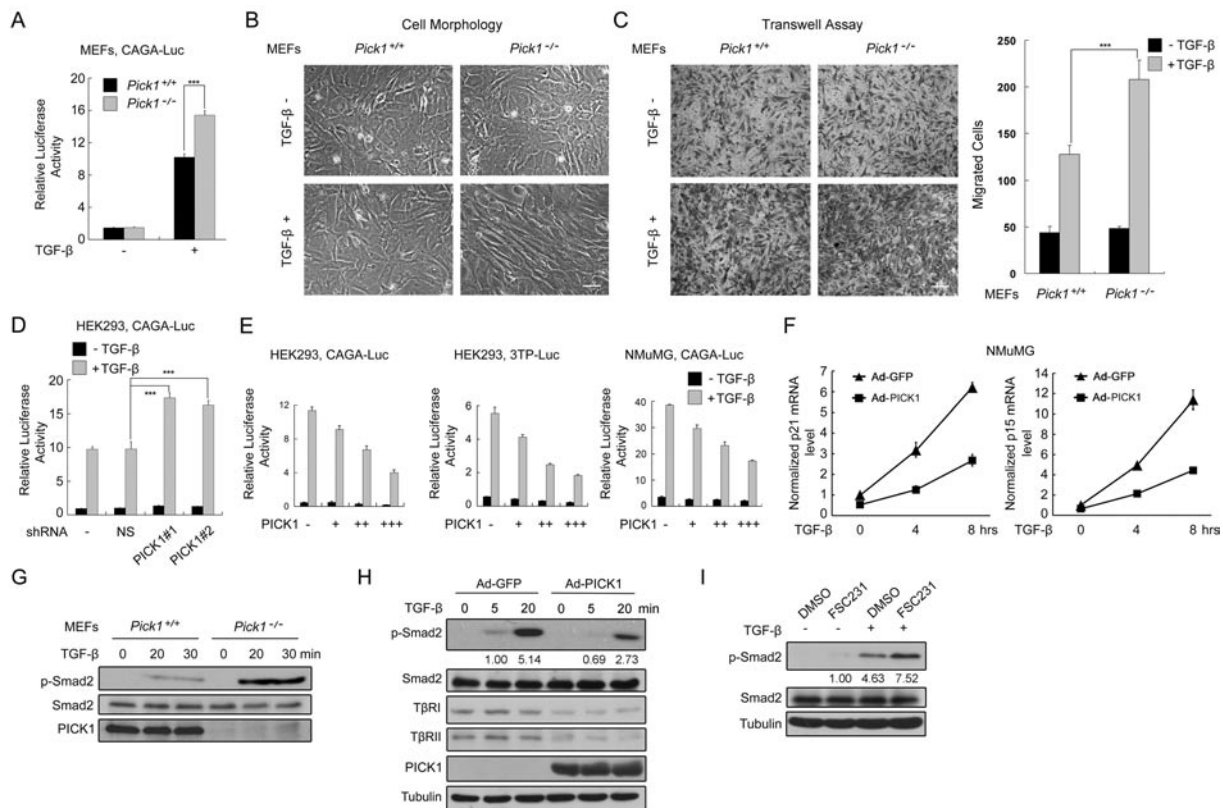 A
MEFs, CAGA-Luc
Relative Luciferase
Activity
20
16
12
8
4
0
Pick1+/+
Pick1-/-
***
TGF-β - +
B
Cell Morphology
MEFs Pick1+/+ Pick1-/-
TGF-β -
TGF-β +
C
Transwell Assay
MEFs Pick1+/+ Pick1-/-
TGF-β -
TGF-β +
- TGF-β
+TGF-β
***
Migrated Cells
250
200
150
100
50
0
MEFs Pick1+/+ Pick1-/-
D
HEK293, CAGA-Luc
- TGF-β
+TGF-β
***
***
Relative Luciferase
Activity
20
15
10
5
0
shRNA - NS PICK1#1 PICK1#2
E
HEK293, CAGA-Luc
Relative Luciferase
Activity
12
8
4
0
PICK1 - + ++ +++
HEK293, 3TP-Luc
Relative Luciferase
Activity
6
4
2
0
PICK1 - + ++ +++
NMuMG, CAGA-Luc
- TGF-β
+TGF-β
Relative Luciferase
Activity
50
40
30
20
10
0
PICK1 - + ++ +++
F
NMuMG
Ad-GFP
Ad-PICK1
Normalized p21 mRNA
level
7
6
5
4
3
2
1
0
TGF-β 0 4 8 hrs
Ad-GFP
Ad-PICK1
Normalized p15 mRNA
level
14
12
10
8
6
4
2
0
TGF-β 0 4 8 hrs
G
MEFs Pick1+/+ Pick1-/-
TGF-β 0 20 30 0 20 30 min
p-Smad2
Smad2
PICK1
H
Ad-GFP Ad-PICK1
TGF-β 0 5 20 0 5 20 min
p-Smad2
1.00 5.14 0.69 2.73
Smad2
TβRI
TβRII
PICK1
Tubulin
I
DMSO FSC231 DMSO FSC231
TGF-β - - + +
p-Smad2
1.00 4.63 7.52
Smad2
Tubulin